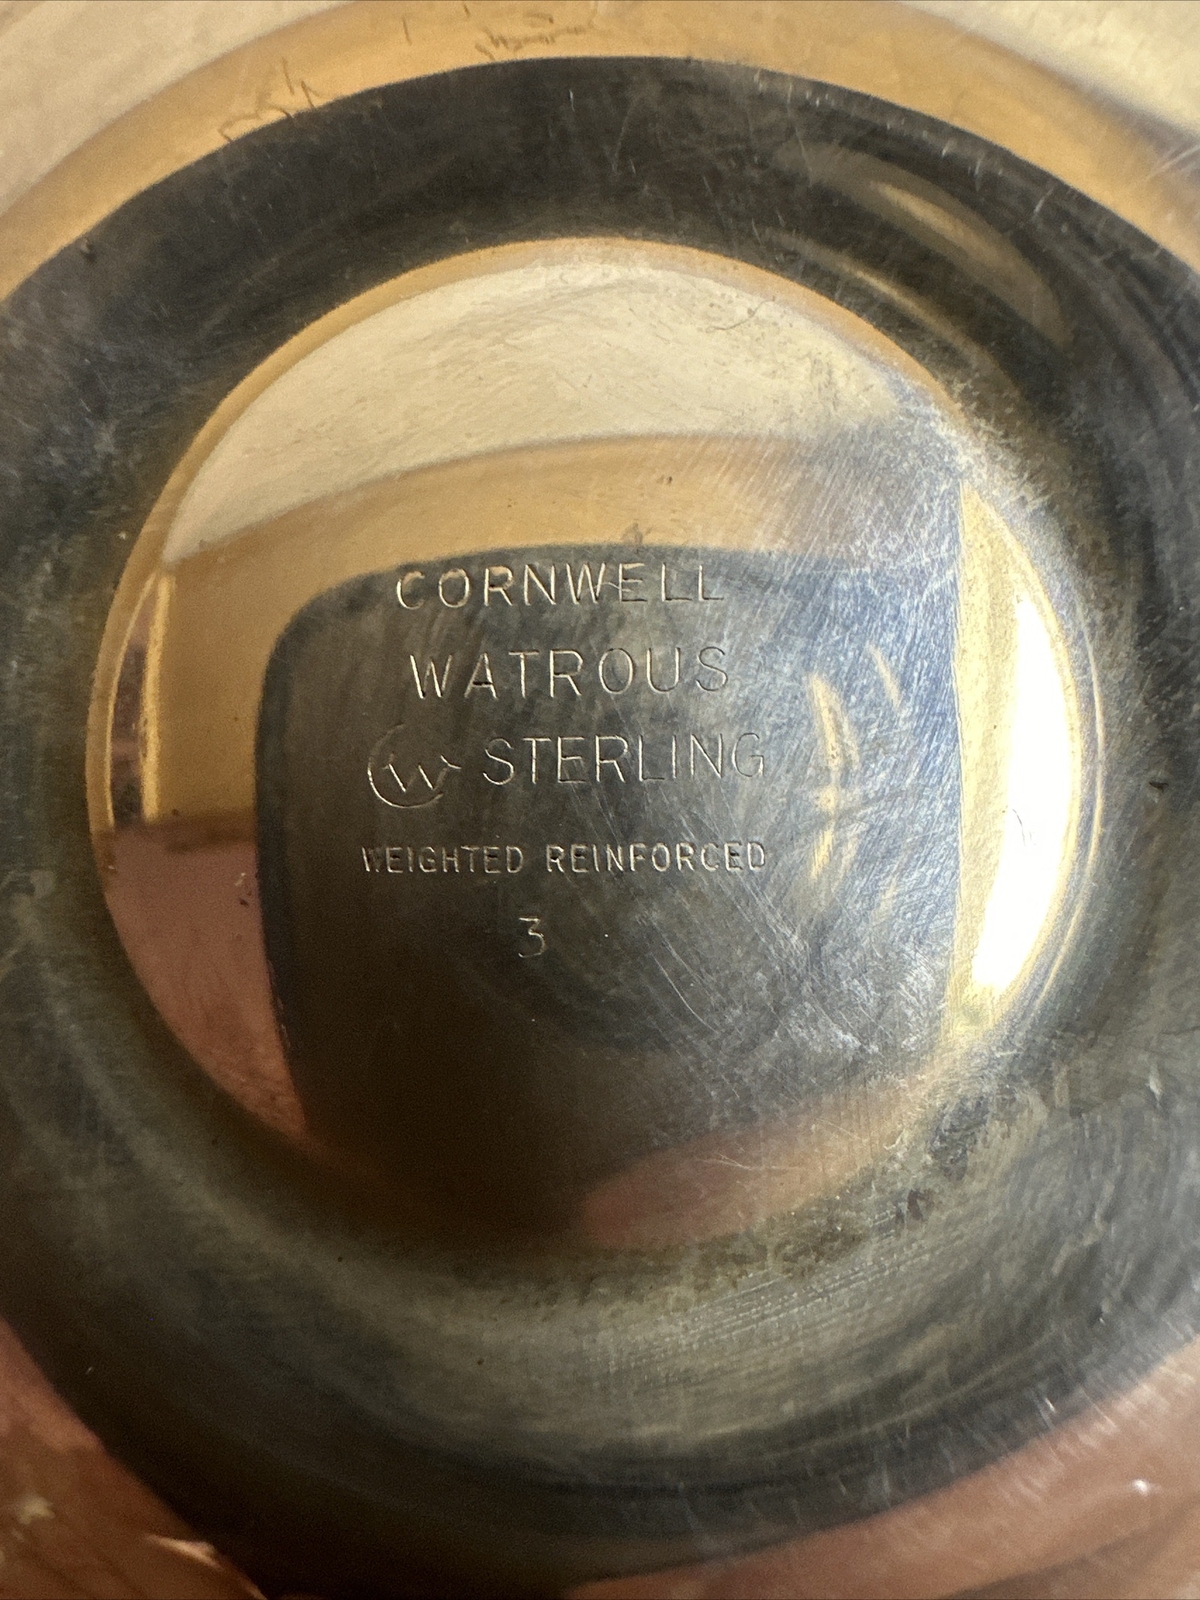 CORNWELL
WATROUS
CW STERLING
WEIGHTED REINFORCED
3